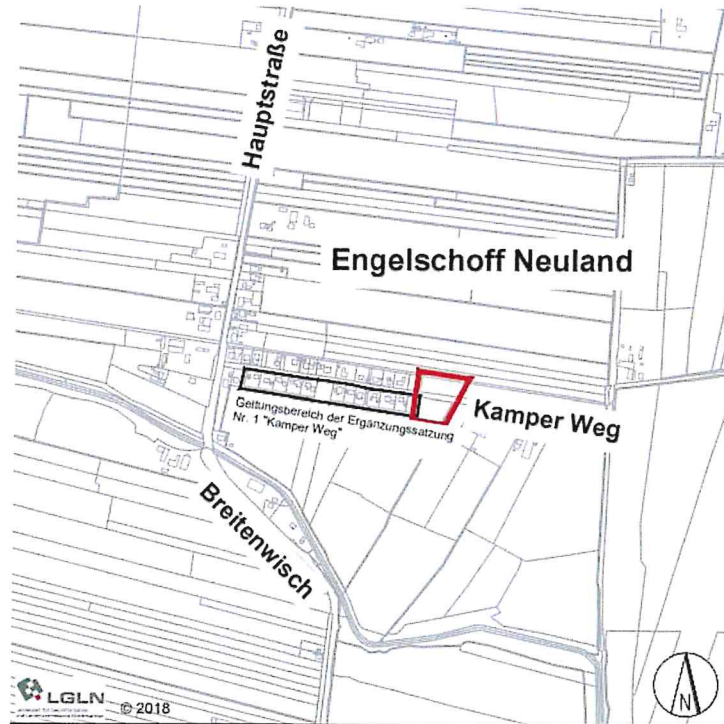 Hauptstraße
Engelschoff Neuland
Geltungsbereich der Ergänzungssatzung
Nr. 1 "Kamper Weg"
Kamper Weg
Breitenwisch
LGLN
© 2018
N